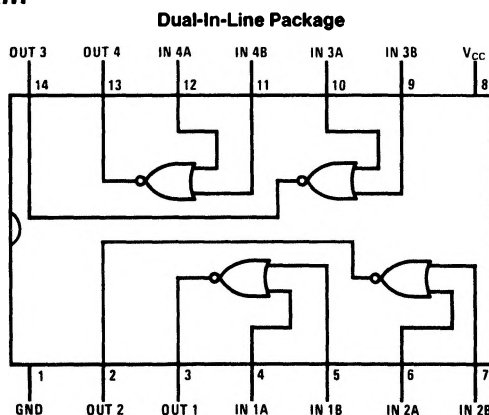 Dual-In-Line Package
OUT 3 OUT 4 IN 4A IN 4B IN 3A IN 3B VCC
14 13 12 11 10 9 8
1 2 3 4 5 6 7
GND OUT 2 OUT 1 IN 1A IN 1B IN 2A IN 2B